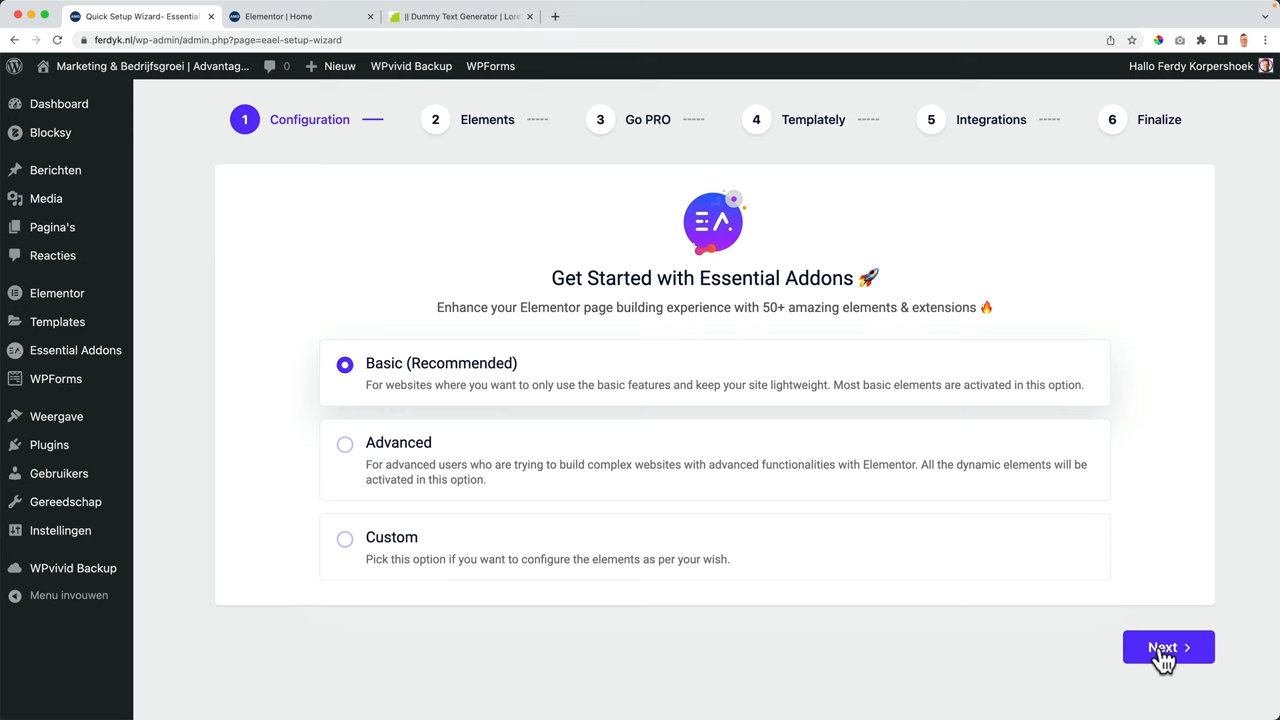 Quick Setup Wizard- Essential
Elementor | Home
|| Dummy Text Generator | Lore
ferdyk.nl/wp-admin/admin.php?page=eael-setup-wizard
Marketing & Bedrijfsgroei | Advantag...
0
Nieuw
WPvivid Backup
WPForms
Hallo Ferdy Korpershoek
Dashboard
Blocksy
Berichten
Media
Pagina's
Reacties
Elementor
Templates
Essential Addons
WPForms
Weergave
Plugins
Gebruikers
Gereedschap
Instellingen
WPvivid Backup
Menu invouwen
1 Configuration
2 Elements
3 Go PRO
4 Templately
5 Integrations
6 Finalize
EA
Get Started with Essential Addons 🚀
Enhance your Elementor page building experience with 50+ amazing elements & extensions 🔥
Basic (Recommended)
For websites where you want to only use the basic features and keep your site lightweight. Most basic elements are activated in this option.
Advanced
For advanced users who are trying to build complex websites with advanced functionalities with Elementor. All the dynamic elements will be
activated in this option.
Custom
Pick this option if you want to configure the elements as per your wish.
Next